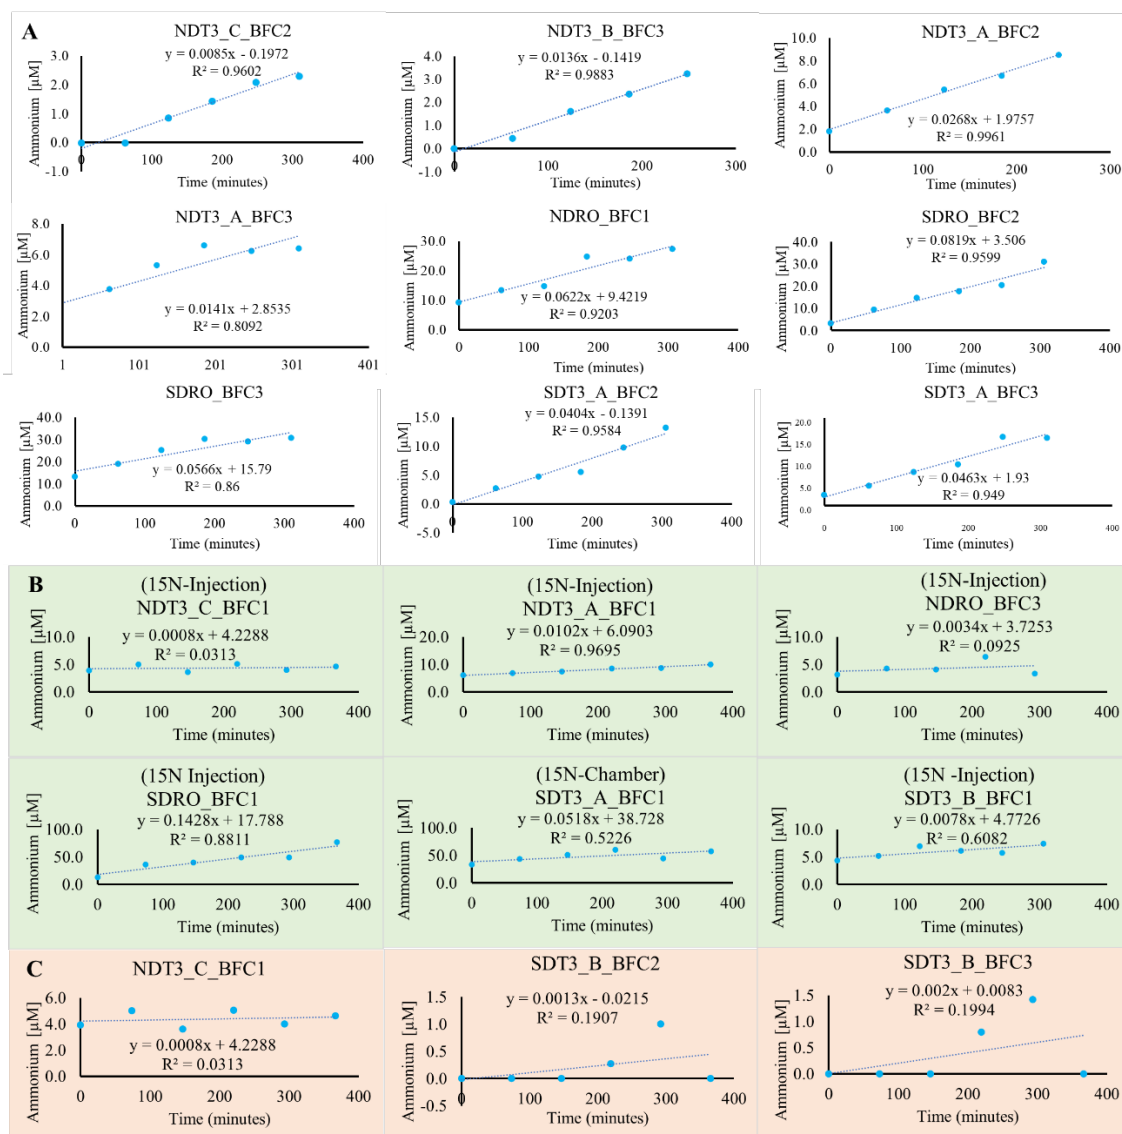 A
NDT3_C_BFC2
y = 0.0085x - 0.1972
R² = 0.9602
Ammonium [µM]
3.0
2.0
1.0
0.0
-1.0
0 100 200 300 400
Time (minutes)
NDT3_B_BFC3
y = 0.0136x - 0.1419
R² = 0.9883
Ammonium [µM]
4.0
3.0
2.0
1.0
0.0
-1.0
0 100 200 300
Time (minutes)
NDT3_A_BFC2
Ammonium [µM]
10.0
8.0
6.0
4.0
2.0
0.0
y = 0.0268x + 1.9757
R² = 0.9961
0 100 200 300
Time (minutes)
NDT3_A_BFC3
Ammonium [µM]
8.0
6.0
4.0
2.0
0.0
y = 0.0141x + 2.8535
R² = 0.8092
1 101 201 301 401
Time (minutes)
NDRO_BFC1
Ammonium [µM]
30.0
20.0
10.0
0.0
y = 0.0622x + 9.4219
R² = 0.9203
0 100 200 300 400
Time (minutes)
SDRO_BFC2
y = 0.0819x + 3.506
R² = 0.9599
Ammonium [µM]
40.0
30.0
20.0
10.0
0.0
0 100 200 300 400
Time (minutes)
SDRO_BFC3
Ammonium [µM]
40.0
30.0
20.0
10.0
0.0
y = 0.0566x + 15.79
R² = 0.86
0 100 200 300 400
Time (minutes)
SDT3_A_BFC2
y = 0.0404x - 0.1391
R² = 0.9584
Ammonium [µM]
15.0
10.0
5.0
0.0
-5.0
0 100 200 300 400
Time (minutes)
SDT3_A_BFC3
Ammonium [µM]
20.0
15.0
10.0
5.0
0.0
y = 0.0463x + 1.93
R² = 0.949
0 100 200 300 400
Time (minutes)
B
(15N-Injection)
NDT3_C_BFC1
y = 0.0008x + 4.2288
R² = 0.0313
Ammonium [µM]
10.0
5.0
0.0
0 100 200 300 400
Time (minutes)
(15N-Injection)
NDT3_A_BFC1
y = 0.0102x + 6.0903
R² = 0.9695
Ammonium [µM]
20.0
10.0
0.0
0 100 200 300 400
Time (minutes)
(15N-Injection)
NDRO_BFC3
y = 0.0034x + 3.7253
R² = 0.0925
Ammonium [µM]
10.0
5.0
0.0
0 100 200 300 400
Time (minutes)
(15N Injection)
SDRO_BFC1
y = 0.1428x + 17.788
R² = 0.8811
Ammonium [µM]
100.0
50.0
0.0
0 100 200 300 400
Time (minutes)
(15N-Chamber)
SDT3_A_BFC1
y = 0.0518x + 38.728
R² = 0.5226
Ammonium [µM]
100.0
50.0
0.0
0 100 200 300 400
Time (minutes)
(15N -Injection)
SDT3_B_BFC1
y = 0.0078x + 4.7726
R² = 0.6082
Ammonium [µM]
10.0
5.0
0.0
0 100 200 300 400
Time (minutes)
C
NDT3_C_BFC1
Ammonium [µM]
6.0
4.0
2.0
0.0
y = 0.0008x + 4.2288
R² = 0.0313
0 100 200 300 400
Time (minutes)
SDT3_B_BFC2
y = 0.0013x - 0.0215
R² = 0.1907
Ammonium [µM]
1.5
1.0
0.5
0.0
-0.5
0 100 200 300 400
Time (minutes)
SDT3_B_BFC3
y = 0.002x + 0.0083
R² = 0.1994
Ammonium [µM]
1.5
1.0
0.5
0.0
0 100 200 300 400
Time (minutes)